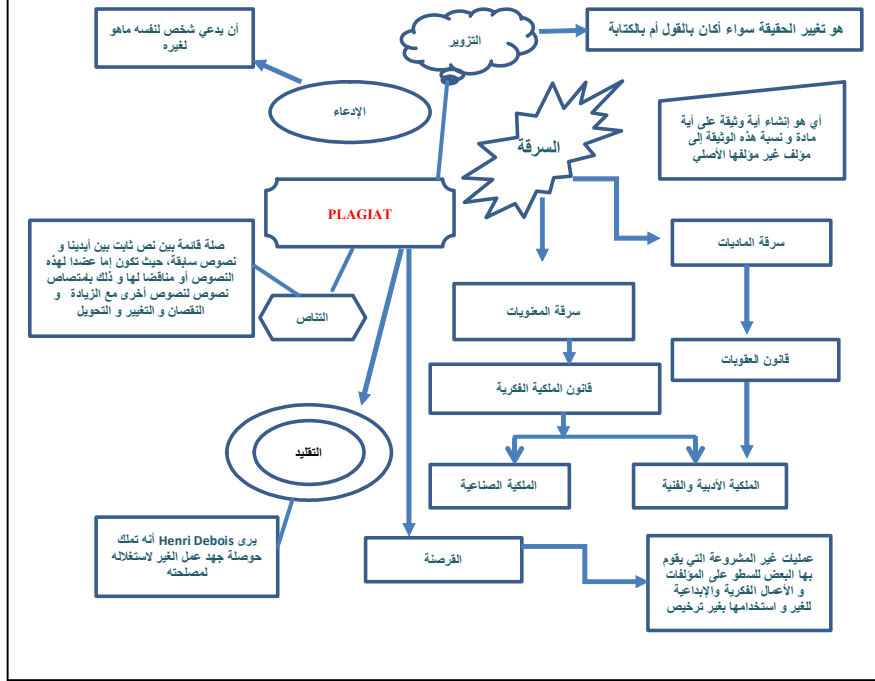 هو تغيير الحقيقة سواء أكان بالقول أم بالكتابة
التزوير
أن يدعي شخص لنفسه ماهو
لغيره
الإدعاء
السرقة
أي هو إنشاء أية وثيقة على أية
مادة و نسبة هذه الوثيقة إلى
مؤلف غير مؤلفها الأصلي
PLAGIAT
سرقة الماديات
صلة قائمة بين نص ثابت بين أيدينا و
نصوص سابقة، حيث تكون إما عضدا لهذه
النصوص أو مناقضا لها و ذلك بامتصاص
نصوص لنصوص أخرى مع الزيادة و
النقصان و التغيير و التحويل
التناص
سرقة المعنويات
قانون العقوبات
قانون الملكية الفكرية
التقليد
الملكية الأدبية والفنية
الملكية الصناعية
يرى Henri Debois أنه تملك
حوصلة جهد عمل الغير لاستغلاله
لمصلحته
القرصنة
عمليات غير المشروعة التي يقوم
بها البعض للسطو على المؤلفات
و الأعمال الفكرية والإبداعية
للغير و استخدامها بغير ترخيص